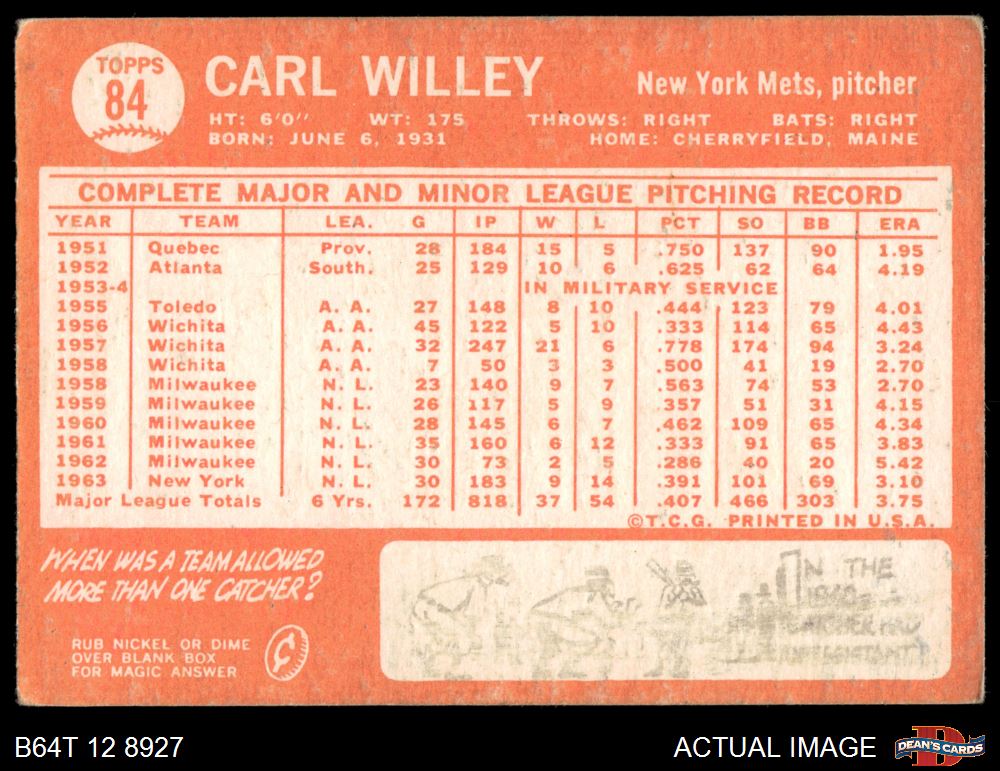 TOPPS
84
CARL WILLEY
New York Mets, pitcher
HT: 6'0" WT: 175 THROWS: RIGHT BATS: RIGHT
BORN: JUNE 6, 1931 HOME: CHERRYFIELD, MAINE
COMPLETE MAJOR AND MINOR LEAGUE PITCHING RECORD
YEAR TEAM LEA. G IP W L PCT SO BB ERA
1951 Quebec Prov. 28 184 15 5 .750 137 90 1.95
1952 Atlanta South. 25 129 10 6 .625 62 64 4.19
1953-4 IN MILITARY SERVICE
1955 Toledo A. A. 27 148 8 10 .444 123 79 4.01
1956 Wichita A. A. 45 122 5 10 .333 114 65 4.43
1957 Wichita A. A. 32 247 21 6 .778 174 94 3.24
1958 Wichita A. A. 7 50 3 3 .500 41 19 2.70
1958 Milwaukee N. L. 23 140 9 7 .563 74 53 2.70
1959 Milwaukee N. L. 26 117 5 9 .357 51 31 4.15
1960 Milwaukee N. L. 28 145 6 7 .462 109 65 4.34
1961 Milwaukee N. L. 35 160 6 12 .333 91 65 3.83
1962 Milwaukee N. L. 30 73 2 5 .286 40 20 5.42
1963 New York N. L. 30 183 9 14 .391 101 69 3.10
Major League Totals 6 Yrs. 172 818 37 54 .407 466 303 3.75
©T.C.G. PRINTED IN U.S.A.
WHEN WAS A TEAM ALLOWED
MORE THAN ONE CATCHER?
RUB NICKEL OR DIME
OVER BLANK BOX
FOR MAGIC ANSWER
IN THE
CATCHER HAD
B64T 12 8927
ACTUAL IMAGE
DEAN'S CARDS